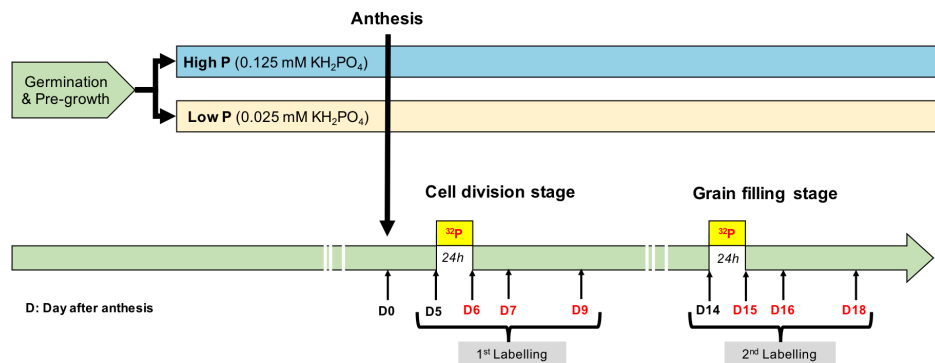 Anthesis
High P (0.125 mM KH₂PO₄)
Germination
& Pre-growth
Low P (0.025 mM KH₂PO₄)
Cell division stage
Grain filling stage
³²P
³²P
24h
24h
D: Day after anthesis
D0
D5
D6
D7
D9
D14
D15
D16
D18
1ˢᵗ Labelling
2ⁿᵈ Labelling